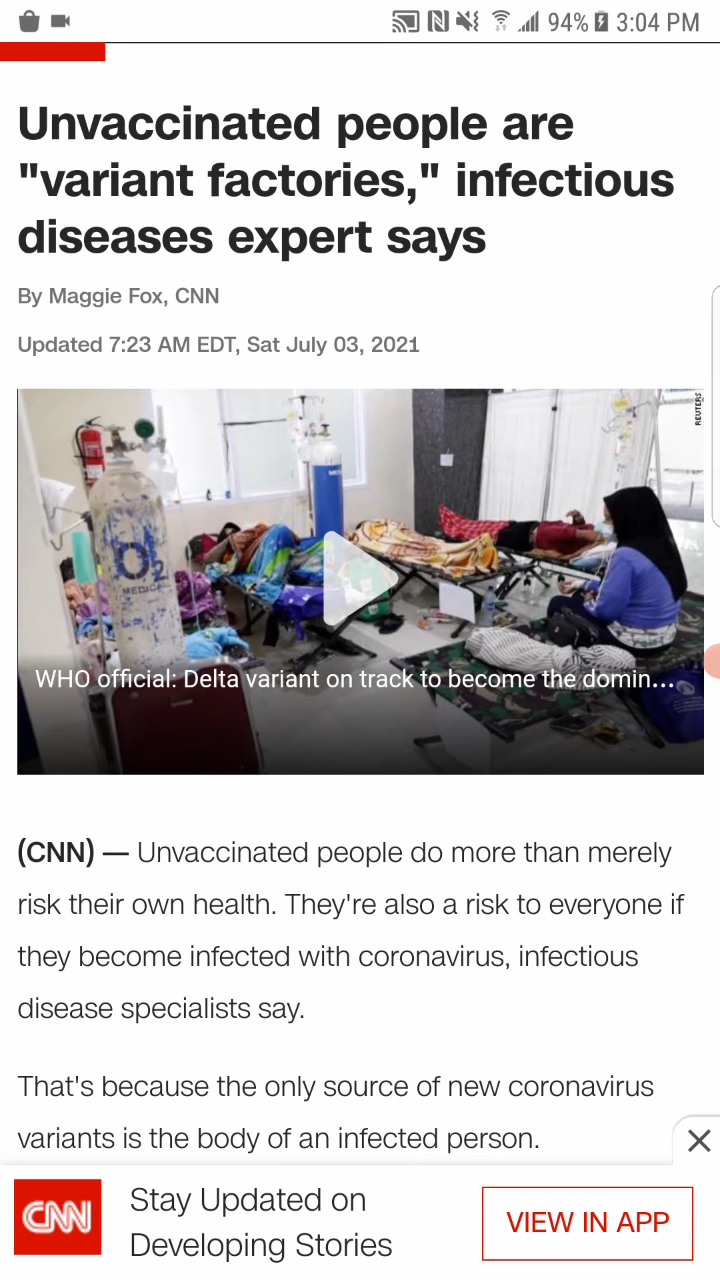 94% 3:04 PM
Unvaccinated people are
"variant factories," infectious
diseases expert says
By Maggie Fox, CNN
Updated 7:23 AM EDT, Sat July 03, 2021
REUTERS
O2
MEDICAL
WHO official: Delta variant on track to become the domin...
(CNN) — Unvaccinated people do more than merely
risk their own health. They're also a risk to everyone if
they become infected with coronavirus, infectious
disease specialists say.
That's because the only source of new coronavirus
variants is the body of an infected person.
CNN
Stay Updated on
Developing Stories
VIEW IN APP